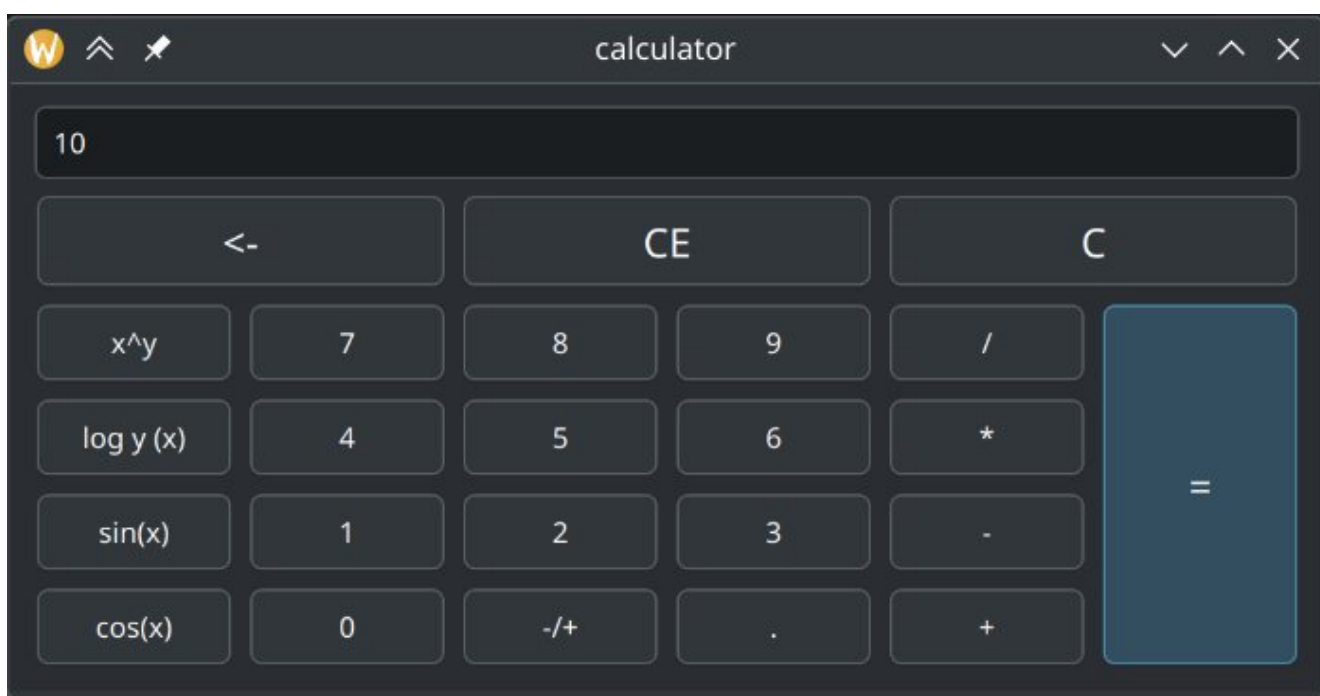 W calculator
10
<- CE C
x^y 7 8 9 /
log y (x) 4 5 6 *
=
sin(x) 1 2 3 -
cos(x) 0 -/+ . +